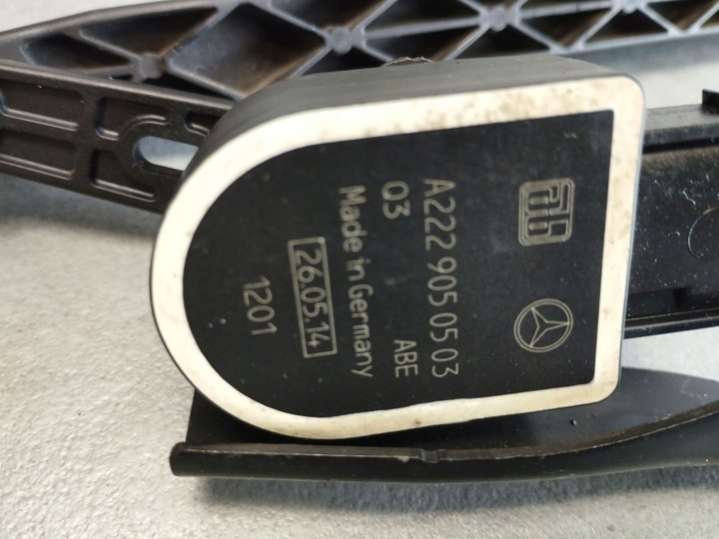 A222 905 05 03
03 ABE
Made in Germany
26.05.14
1201